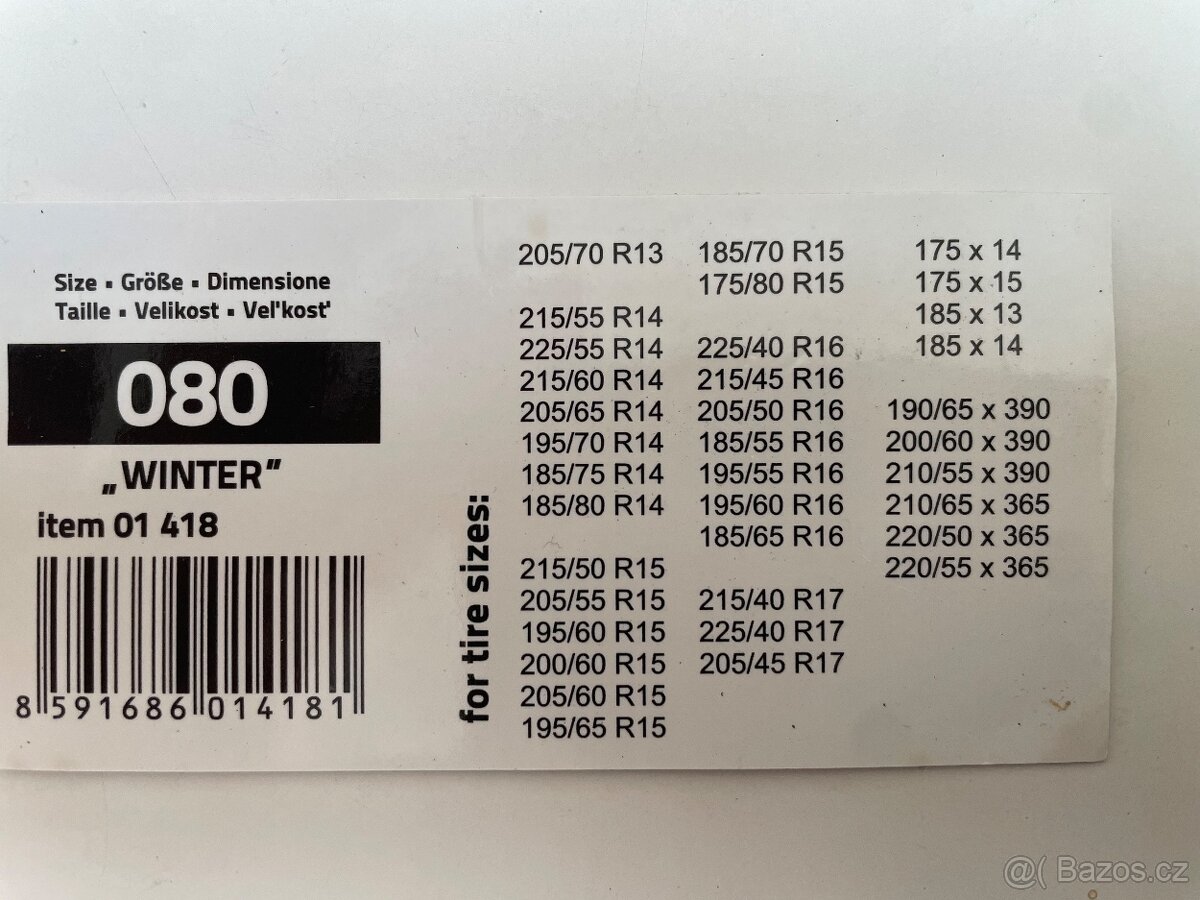 Size ▪ Größe ▪ Dimensione
Taille ▪ Velikost ▪ Vel'kost'
080
„WINTER”
item 01 418
8 591686 014181
for tire sizes:
205/70 R13
215/55 R14
225/55 R14
215/60 R14
205/65 R14
195/70 R14
185/75 R14
185/80 R14
215/50 R15
205/55 R15
195/60 R15
200/60 R15
205/60 R15
195/65 R15
185/70 R15
175/80 R15
225/40 R16
215/45 R16
205/50 R16
185/55 R16
195/55 R16
195/60 R16
185/65 R16
215/40 R17
225/40 R17
205/45 R17
175 x 14
175 x 15
185 x 13
185 x 14
190/65 x 390
200/60 x 390
210/55 x 390
210/65 x 365
220/50 x 365
220/55 x 365
@( Bazos.cz